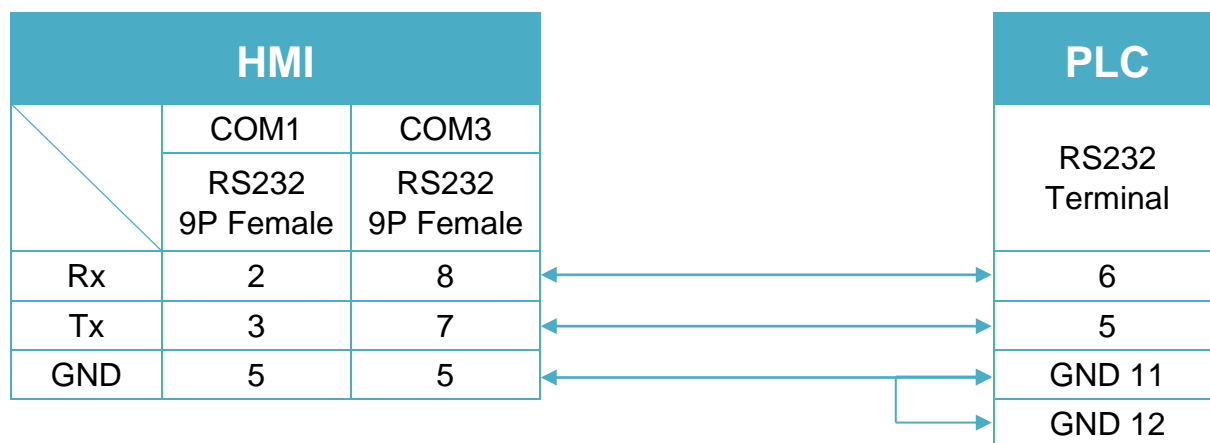 HMI
PLC
COM1
COM3
RS232
9P Female
RS232
9P Female
RS232
Terminal
Rx
2
8
6
Tx
3
7
5
GND
5
5
GND 11
GND 12